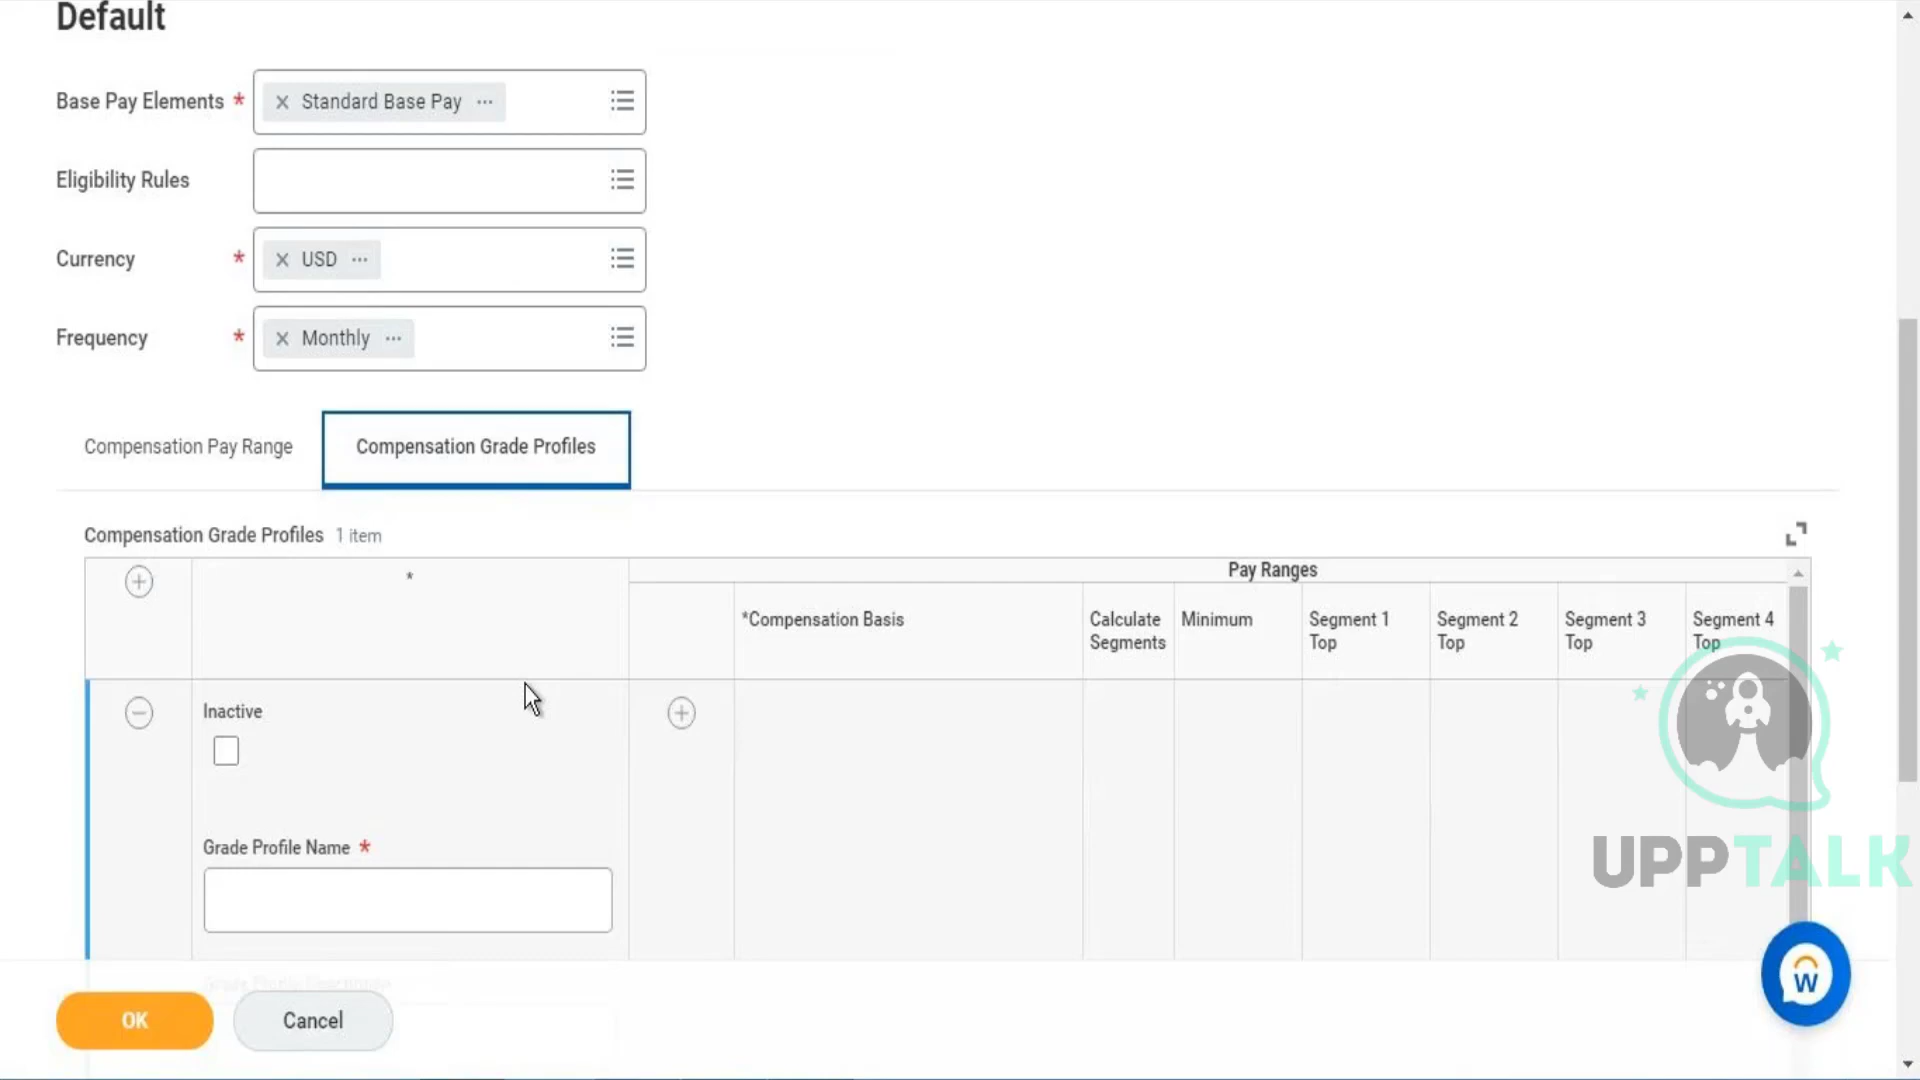 Default
Base Pay Elements *
× Standard Base Pay ···
Eligibility Rules
Currency *
× USD ···
Frequency *
× Monthly ···
Compensation Pay Range
Compensation Grade Profiles
Compensation Grade Profiles 1 item
*
Pay Ranges
*Compensation Basis
Calculate
Segments
Minimum
Segment 1
Top
Segment 2
Top
Segment 3
Top
Segment 4
Top
Inactive
Grade Profile Name *
UPPTALK
W
OK
Cancel